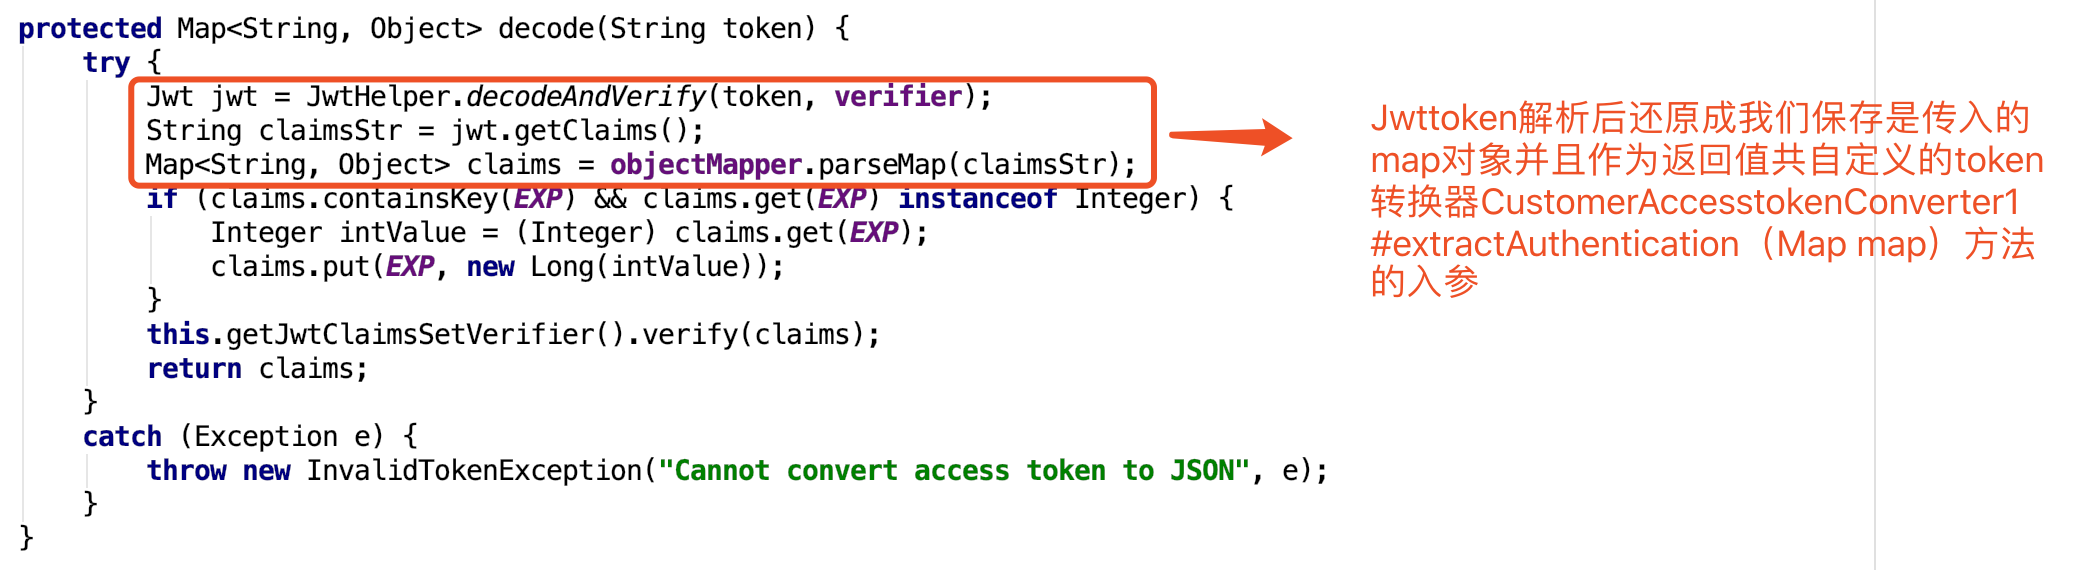 protected Map<String, Object> decode(String token) {
try {
Jwt jwt = JwtHelper.decodeAndVerify(token, verifier);
String claimsStr = jwt.getClaims();
Map<String, Object> claims = objectMapper.parseMap(claimsStr);
if (claims.containsKey(EXP) && claims.get(EXP) instanceof Integer) {
Integer intValue = (Integer) claims.get(EXP);
claims.put(EXP, new Long(intValue));
}
this.getJwtClaimsSetVerifier().verify(claims);
return claims;
}
catch (Exception e) {
throw new InvalidTokenException("Cannot convert access token to JSON", e);
}
}
Jwttoken解析后还原成我们保存是传入的
map对象并且作为返回值共自定义的token
转换器CustomerAccesstokenConverter1
#extractAuthentication（Map map）方法
的入参